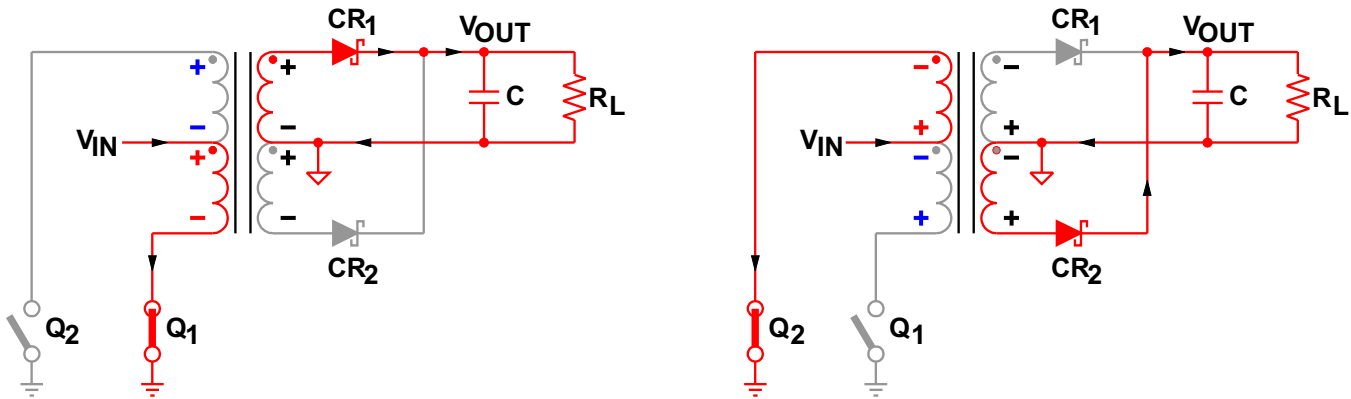 CR1
VOUT
+
+
C
RL
-
-
VIN
+
+
-
-
CR2
Q2
Q1
CR1
VOUT
-
-
C
RL
+
+
VIN
-
-
+
+
CR2
Q2
Q1